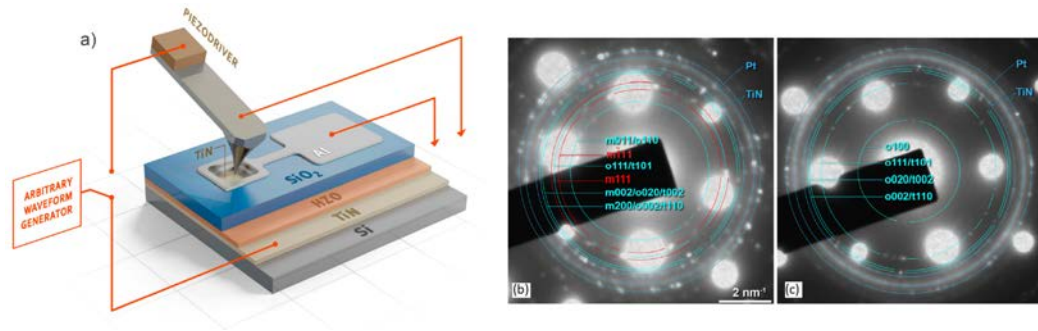 a)
PIEZODRIVER
TiN
Al
SiO₂
HZO
TiN
Si
ARBITRARY
WAVEFORM
GENERATOR
Pt
TiN
m011/o110
m-111
o111/t101
m111
m002/o020/t002
m200/o002/t110
(b)
2 nm⁻¹
Pt
TiN
o100
o111/t101
o020/t002
o002/t110
(c)